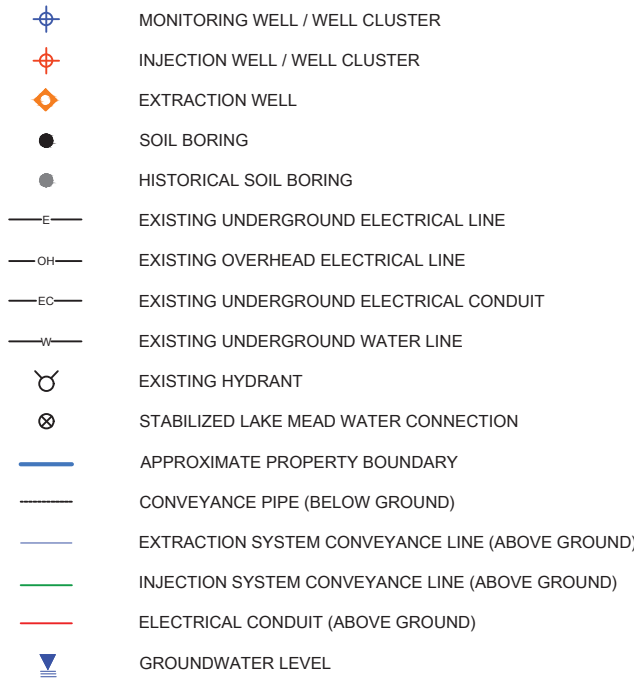 MONITORING WELL / WELL CLUSTER
INJECTION WELL / WELL CLUSTER
EXTRACTION WELL
SOIL BORING
HISTORICAL SOIL BORING
E EXISTING UNDERGROUND ELECTRICAL LINE
OH EXISTING OVERHEAD ELECTRICAL LINE
EC EXISTING UNDERGROUND ELECTRICAL CONDUIT
W EXISTING UNDERGROUND WATER LINE
EXISTING HYDRANT
STABILIZED LAKE MEAD WATER CONNECTION
APPROXIMATE PROPERTY BOUNDARY
CONVEYANCE PIPE (BELOW GROUND)
EXTRACTION SYSTEM CONVEYANCE LINE (ABOVE GROUND)
INJECTION SYSTEM CONVEYANCE LINE (ABOVE GROUND)
ELECTRICAL CONDUIT (ABOVE GROUND)
GROUNDWATER LEVEL